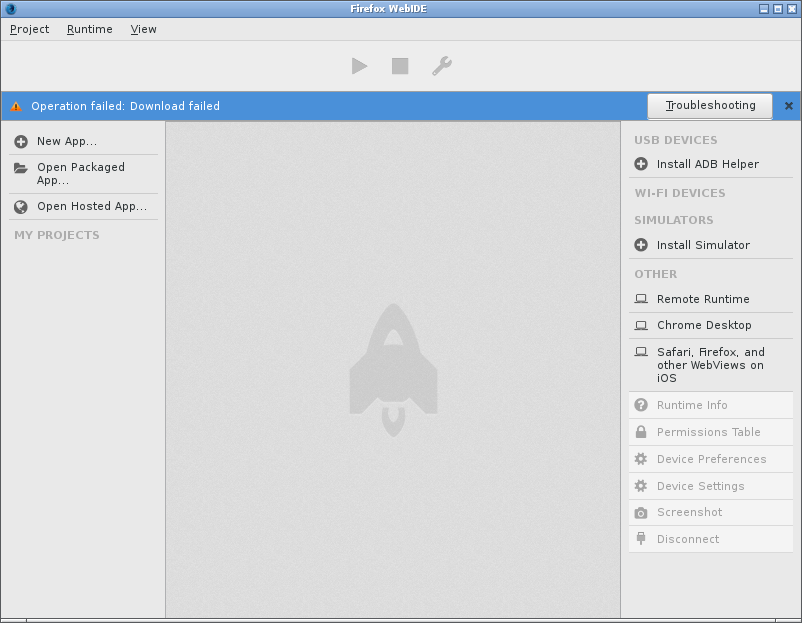 Firefox WebIDE
Project Runtime View
Operation failed: Download failed
Troubleshooting
New App...
Open Packaged
App...
Open Hosted App...
MY PROJECTS
USB DEVICES
Install ADB Helper
WI-FI DEVICES
SIMULATORS
Install Simulator
OTHER
Remote Runtime
Chrome Desktop
Safari, Firefox, and
other WebViews on
iOS
Runtime Info
Permissions Table
Device Preferences
Device Settings
Screenshot
Disconnect